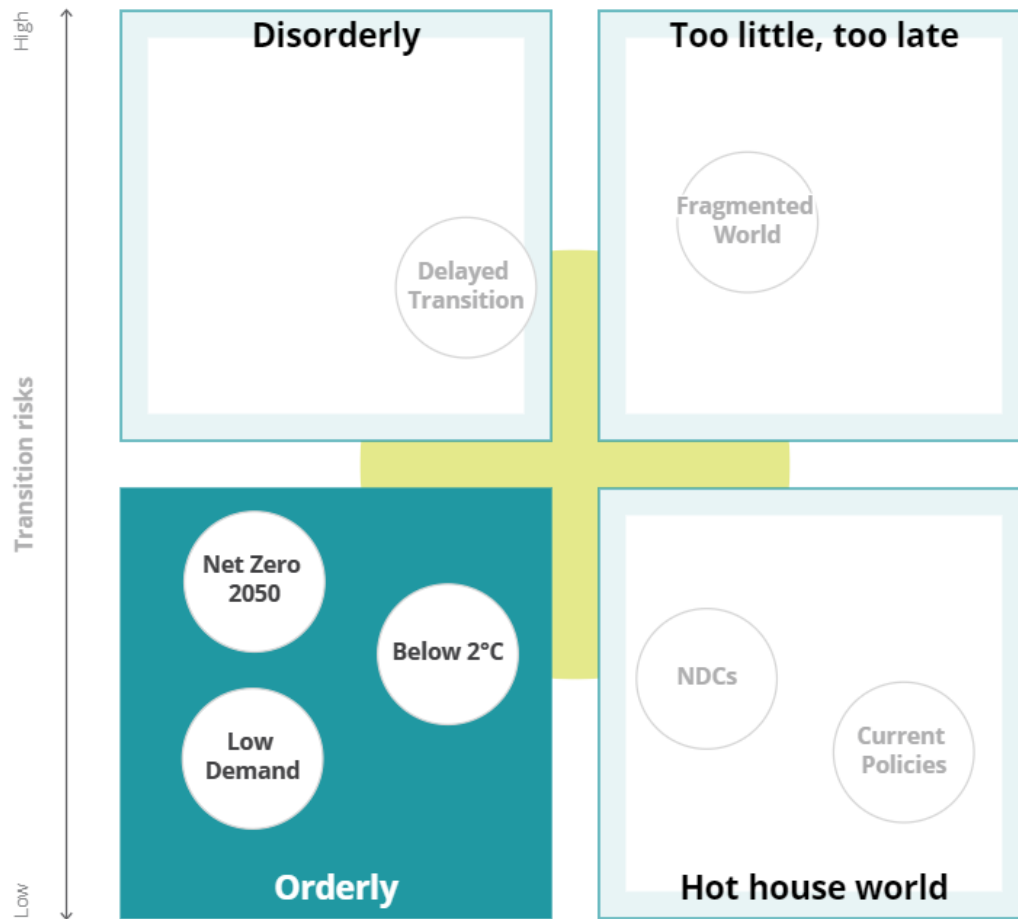 High
Transition risks
Low
Disorderly
Too little, too late
Fragmented
World
Delayed
Transition
Net Zero
2050
Below 2°C
Low
Demand
NDCs
Current
Policies
Orderly
Hot house world